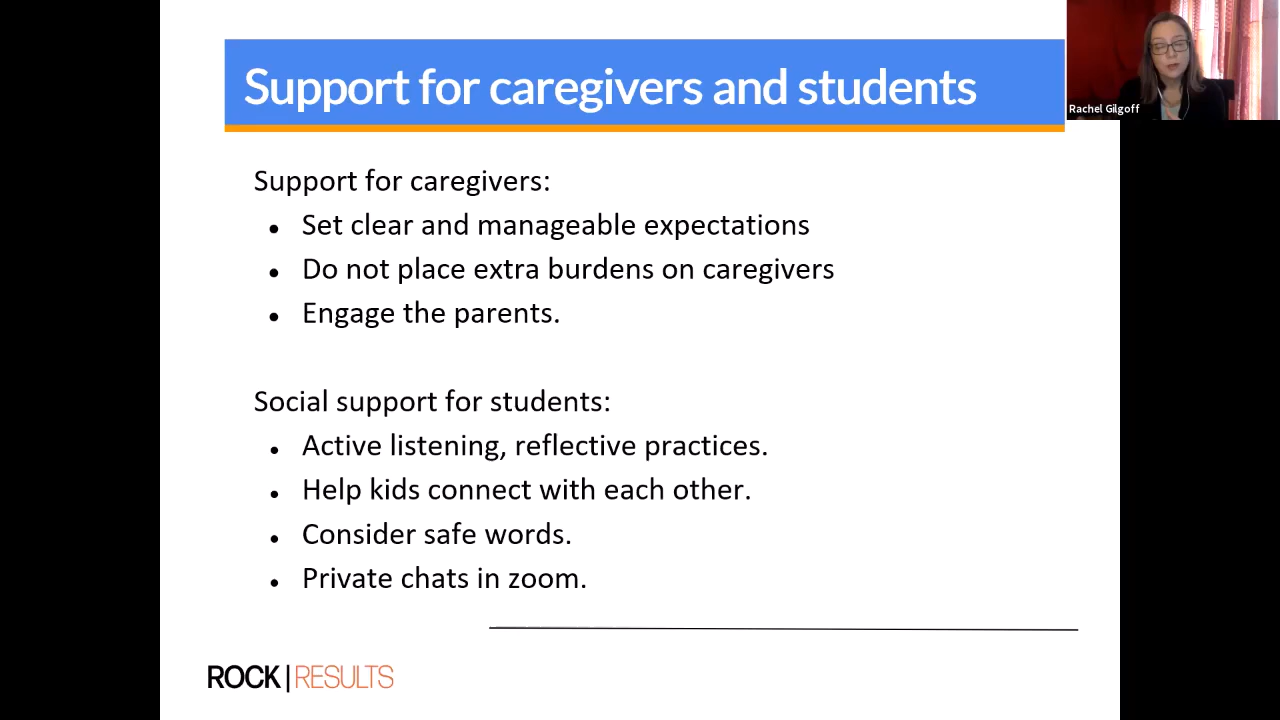 Support for caregivers and students
Rachel Gilgoff
Support for caregivers:
• Set clear and manageable expectations
• Do not place extra burdens on caregivers
• Engage the parents.
Social support for students:
• Active listening, reflective practices.
• Help kids connect with each other.
• Consider safe words.
• Private chats in zoom.
ROCK|RESULTS